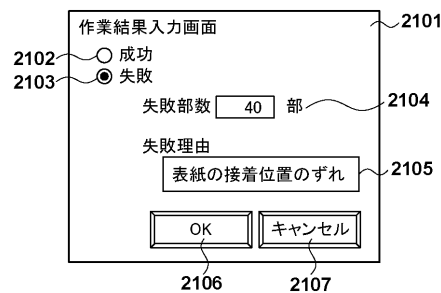 作業結果入力画面
2101
2102
成功
2103
失敗
失敗部数 40 部
2104
失敗理由
表紙の接着位置のずれ
2105
OK
キャンセル
2106
2107